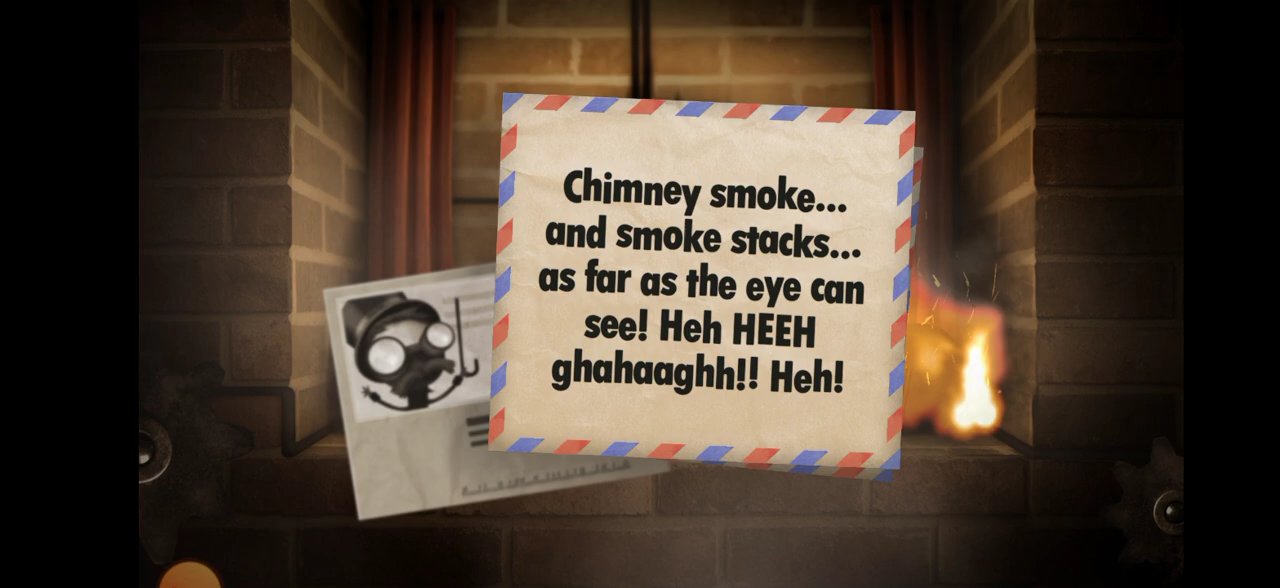 Chimney smoke...
and smoke stacks...
as far as the eye can
see! Heh HEEH
ghahaaghh!! Heh!